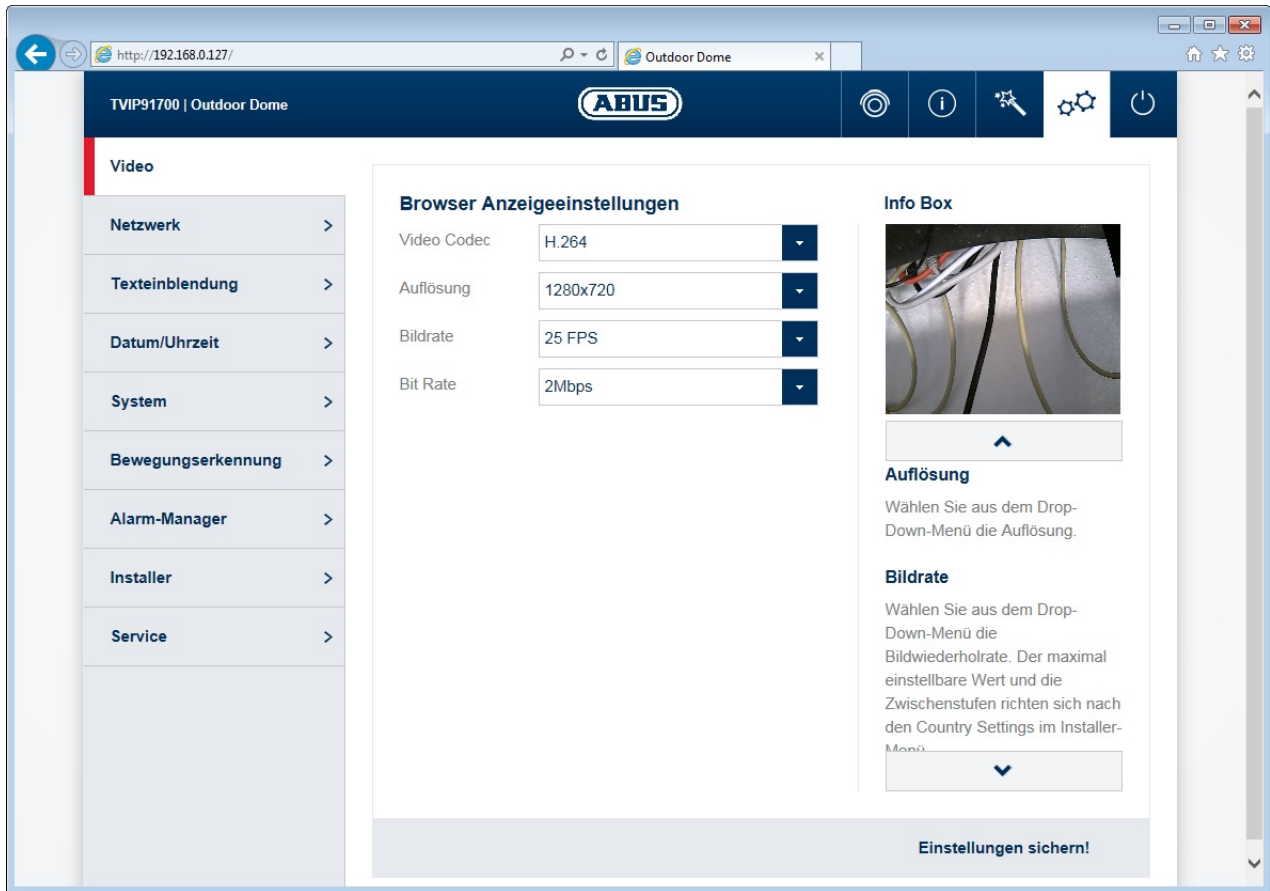 http://192.168.0.127/
Outdoor Dome
TVIP91700 | Outdoor Dome
ABUS
Video
Netzwerk
Texteinblendung
Datum/Uhrzeit
System
Bewegungserkennung
Alarm-Manager
Installer
Service
Browser Anzeigeeinstellungen
Video Codec
H.264
Auflösung
1280x720
Bildrate
25 FPS
Bit Rate
2Mbps
Info Box
Auflösung
Wählen Sie aus dem Drop-
Down-Menü die Auflösung.
Bildrate
Wählen Sie aus dem Drop-
Down-Menü die
Bildwiederholrate. Der maximal
einstellbare Wert und die
Zwischenstufen richten sich nach
den Country Settings im Installer-
Menü
Einstellungen sichern!